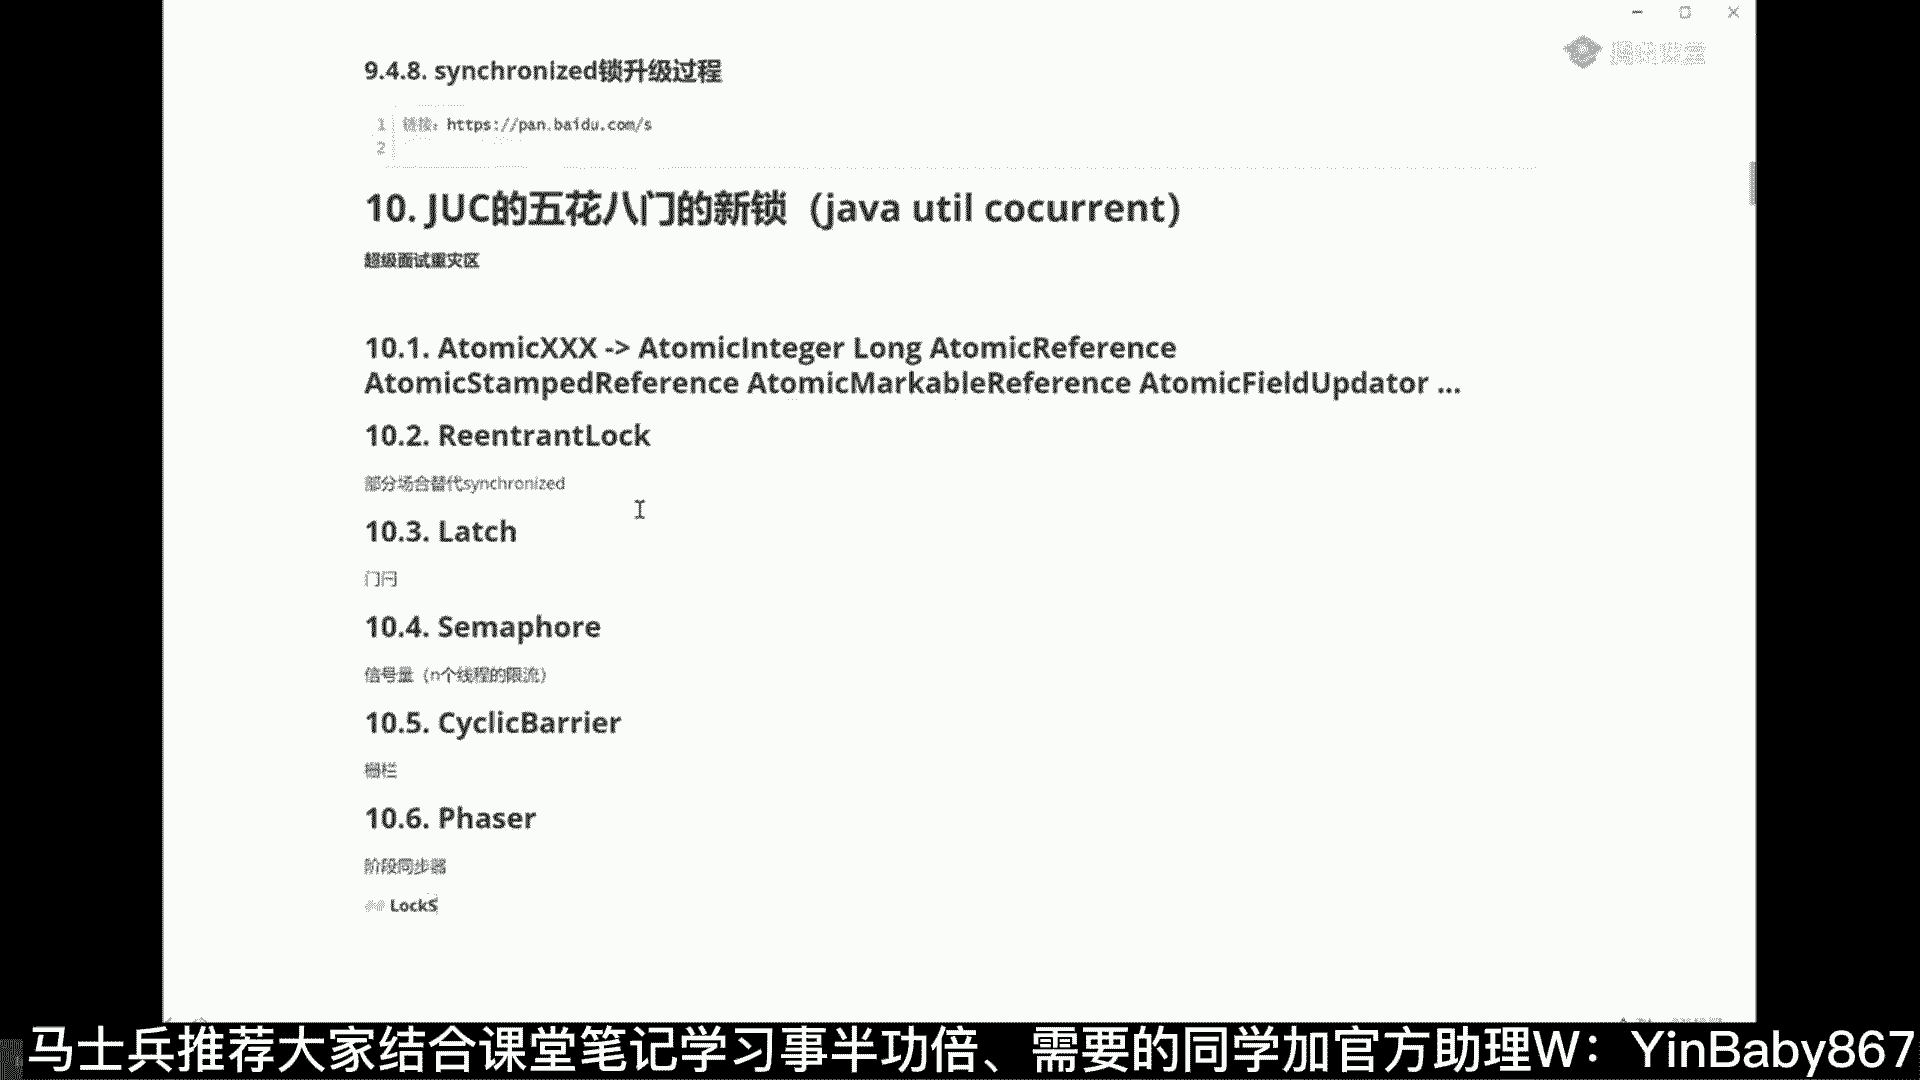 9.4.8. synchronized锁升级过程
1 链接：https://pan.baidu.com/s
2
10. JUC的五花八门的新锁（java util cocurrent）
超级面试重灾区
10.1. AtomicXXX -> AtomicInteger Long AtomicReference
AtomicStampedReference AtomicMarkableReference AtomicFieldUpdator ...
10.2. ReentrantLock
部分场合替代synchronized
10.3. Latch
门闩
10.4. Semaphore
信号量（n个线程的限流）
10.5. CyclicBarrier
栅栏
10.6. Phaser
阶段同步器
## LockS
腾讯课堂
马士兵推荐大家结合课堂笔记学习事半功倍、需要的同学加官方助理W：YinBaby867